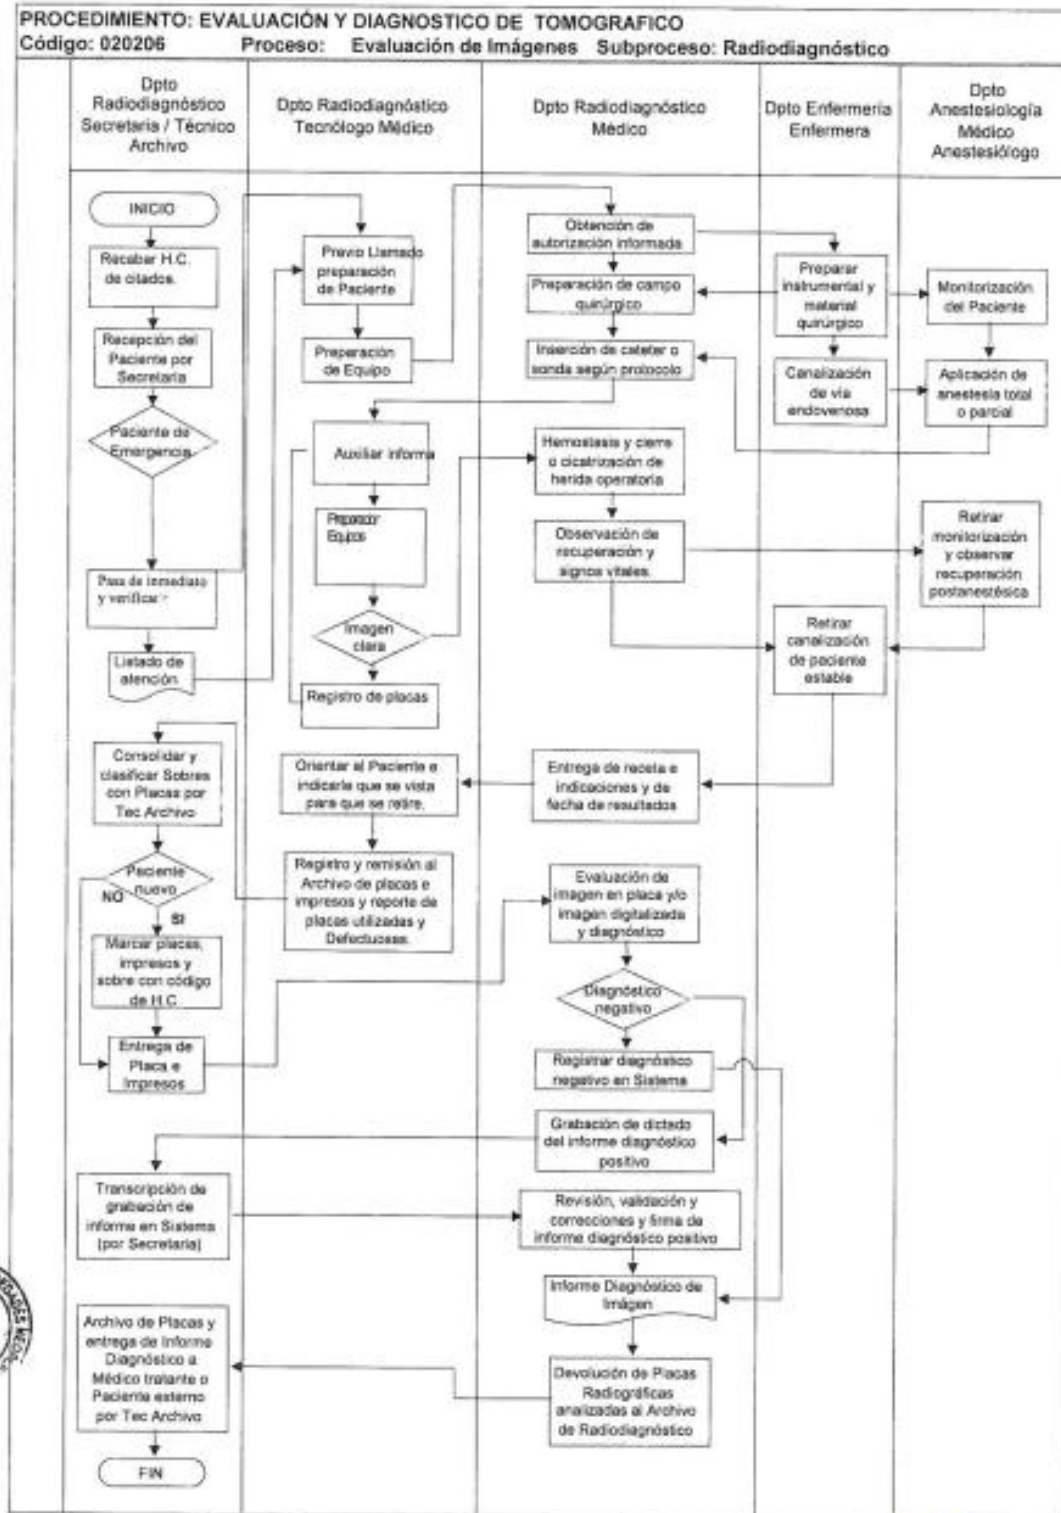 PROCEDIMIENTO: EVALUACIÓN Y DIAGNOSTICO DE TOMOGRAFICO
Código: 020206 Proceso: Evaluación de Imágenes Subproceso: Radiodiagnóstico
Dpto
Radiodiagnóstico
Secretaria / Técnico
Archivo
Dpto Radiodiagnóstico
Tecnólogo Médico
Dpto Radiodiagnóstico
Médico
Dpto Enfermería
Enfermera
Dpto
Anestesiología
Médico
Anestesiólogo
INICIO
Recabar H.C.
de citados.
Recepción del
Paciente por
Secretaria
Paciente de
Emergencia.
Pasa de inmediato
y verificar
Listado de
atención
Previo Llamado
preparación
de Paciente
Preparación
de Equipo
Obtención de
autorización informada
Preparación de campo
quirúrgico
Inserción de cateter o
sonda según protocolo
Preparar
instrumental y
material
quirúrgico
Canalización
de vía
endovenosa
Monitorización
del Paciente
Aplicación de
anestesia total
o parcial
Auxiliar informa
Equipos
Imagen
clara
Registro de placas
Hemostasis y cierre
o cicatrización de
herida operatoria
Observación de
recuperación y
signos vitales.
Retirar
monitorización
y observar
recuperación
postanestésica
Retirar
canalización
de paciente
estable
Consolidar y
clasificar Sobres
con Placas por
Tec Archivo
Orientar al Paciente e
indicarle que se vista
para que se retire.
Entrega de receta e
indicaciones y de
fecha de resultados
Paciente
nuevo
NO
SI
Marcar placas,
impresos y
sobre con código
de H.C
Entrega de
Placa e
Impresos
Registro y remisión al
Archivo de placas e
impresos y reporte de
placas utilizadas y
Defectuosas.
Evaluación de
imagen en placa y/o
imagen digitalizada
y diagnóstico
Diagnóstico
negativo
Registrar diagnóstico
negativo en Sistema
Grabación de dictado
del informe diagnóstico
positivo
Transcripción de
grabación de
informe en Sistema
(por Secretaria)
Revisión, validación y
correcciones y firma de
informe diagnóstico positivo
Informe Diagnóstico de
Imágen
Archivo de Placas y
entrega de Informe
Diagnóstico a
Médico tratante o
Paciente externo
por Tec Archivo
Devolución de Placas
Radiográficas
analizadas al Archivo
de Radiodiagnóstico
FIN